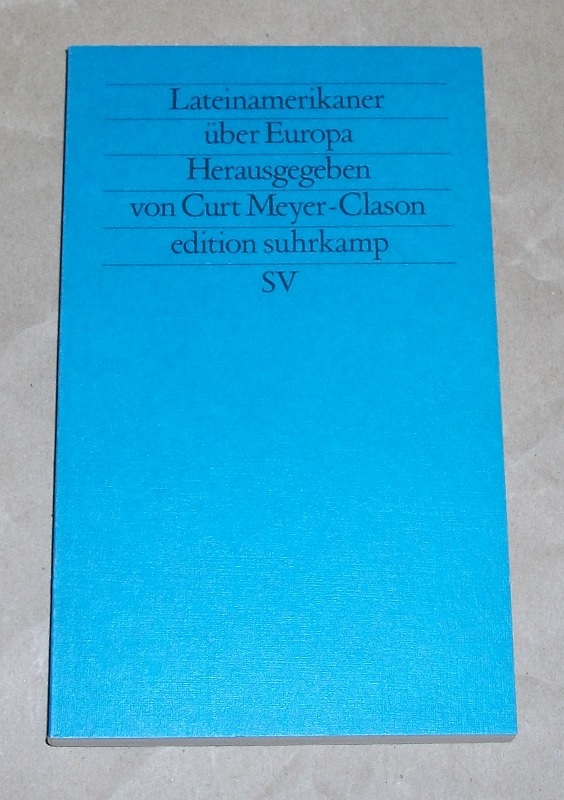 Lateinamerikaner
über Europa
Herausgegeben
von Curt Meyer-Clason
edition suhrkamp
SV